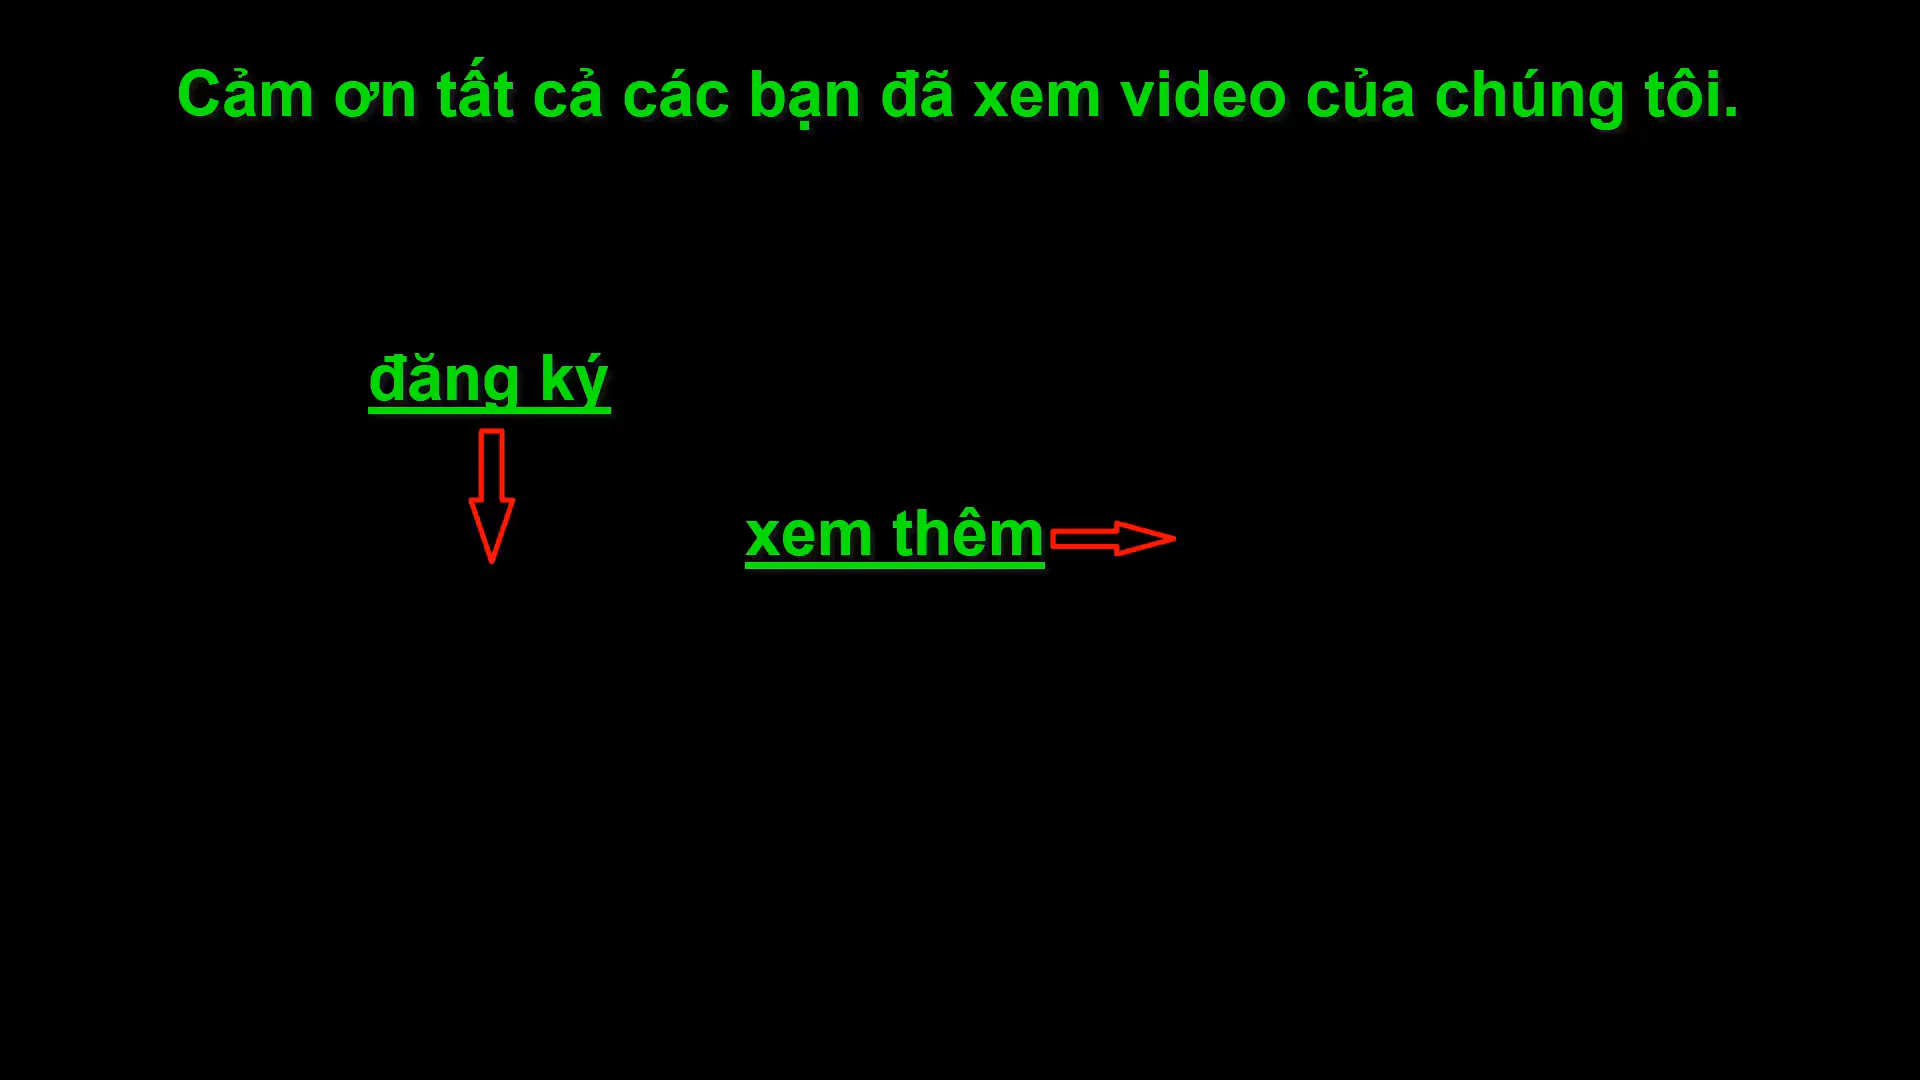 Cảm ơn tất cả các bạn đã xem video của chúng tôi.
đăng ký
xem thêm